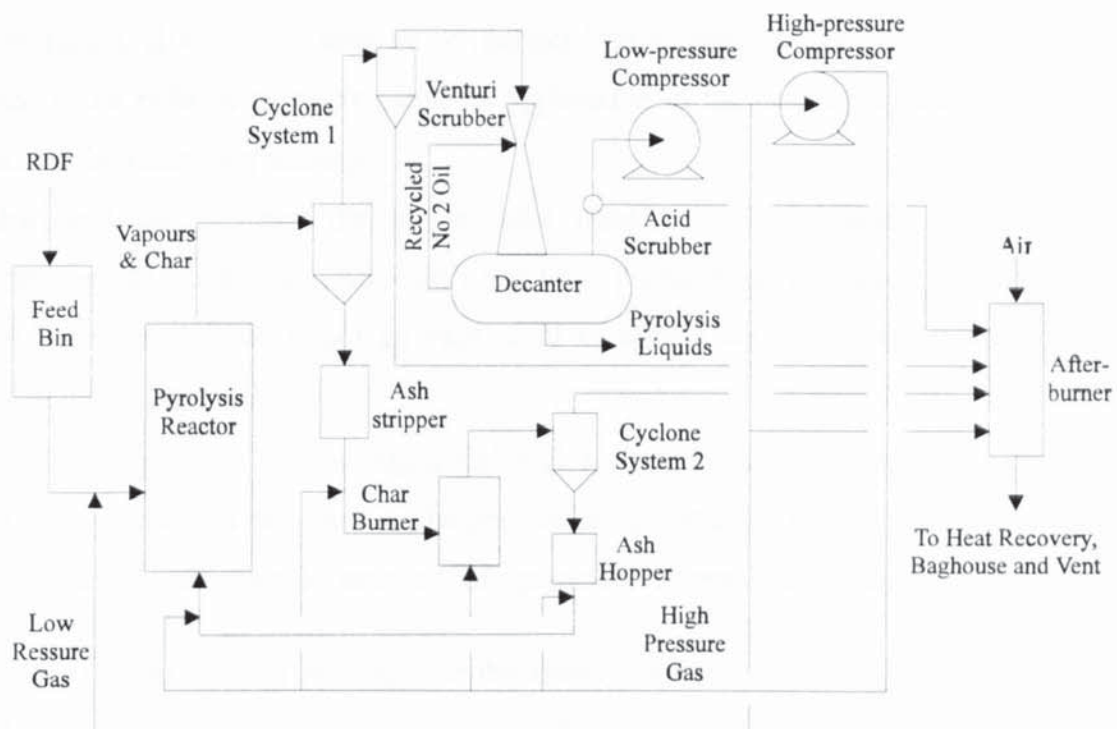 High-pressure
Compressor
Low-pressure
Compressor
Venturi
Scrubber
Cyclone
System 1
RDF
Recycled
No 2 Oil
Vapours
& Char
Acid
Scrubber
Air
Feed
Bin
Decanter
Pyrolysis
Liquids
Pyrolysis
Reactor
Ash
stripper
After-
burner
Cyclone
System 2
Char
Burner
Ash
Hopper
To Heat Recovery,
Baghouse and Vent
Low
Ressure
Gas
High
Pressure
Gas